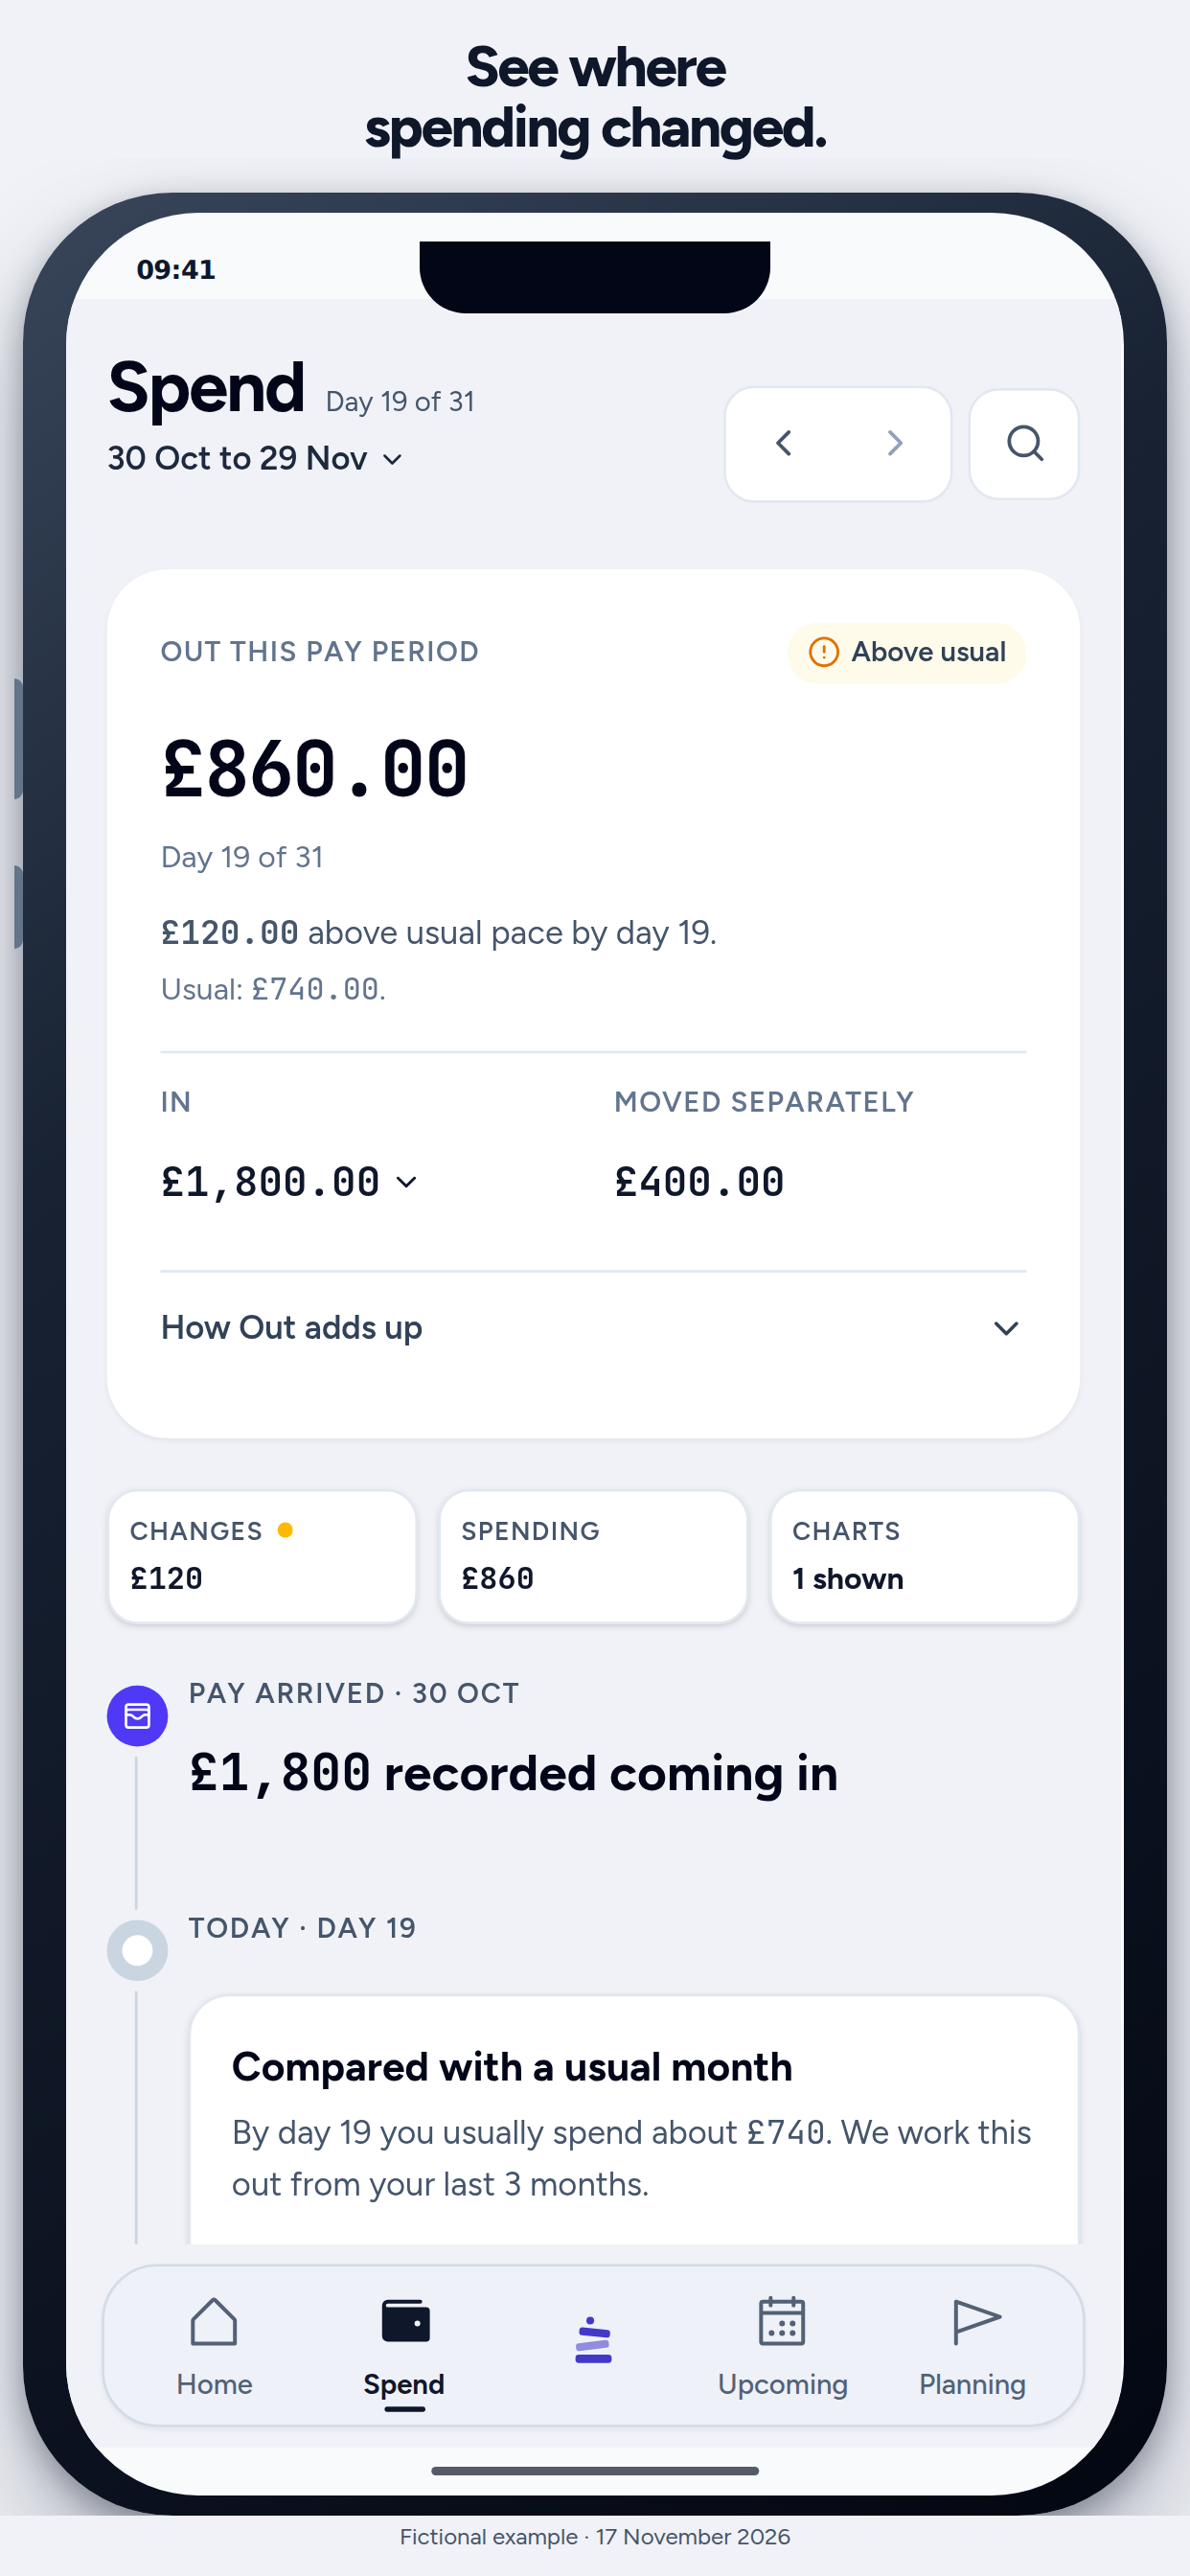 See where
spending changed.
09:41
Spend Day 19 of 31
30 Oct to 29 Nov
OUT THIS PAY PERIOD
Above usual
£860.00
Day 19 of 31
£120.00 above usual pace by day 19.
Usual: £740.00.
IN
MOVED SEPARATELY
£1,800.00
£400.00
How Out adds up
CHANGES
£120
SPENDING
£860
CHARTS
1 shown
PAY ARRIVED · 30 OCT
£1,800 recorded coming in
TODAY · DAY 19
Compared with a usual month
By day 19 you usually spend about £740. We work this
out from your last 3 months.
Home
Spend
Upcoming
Planning
Fictional example · 17 November 2026